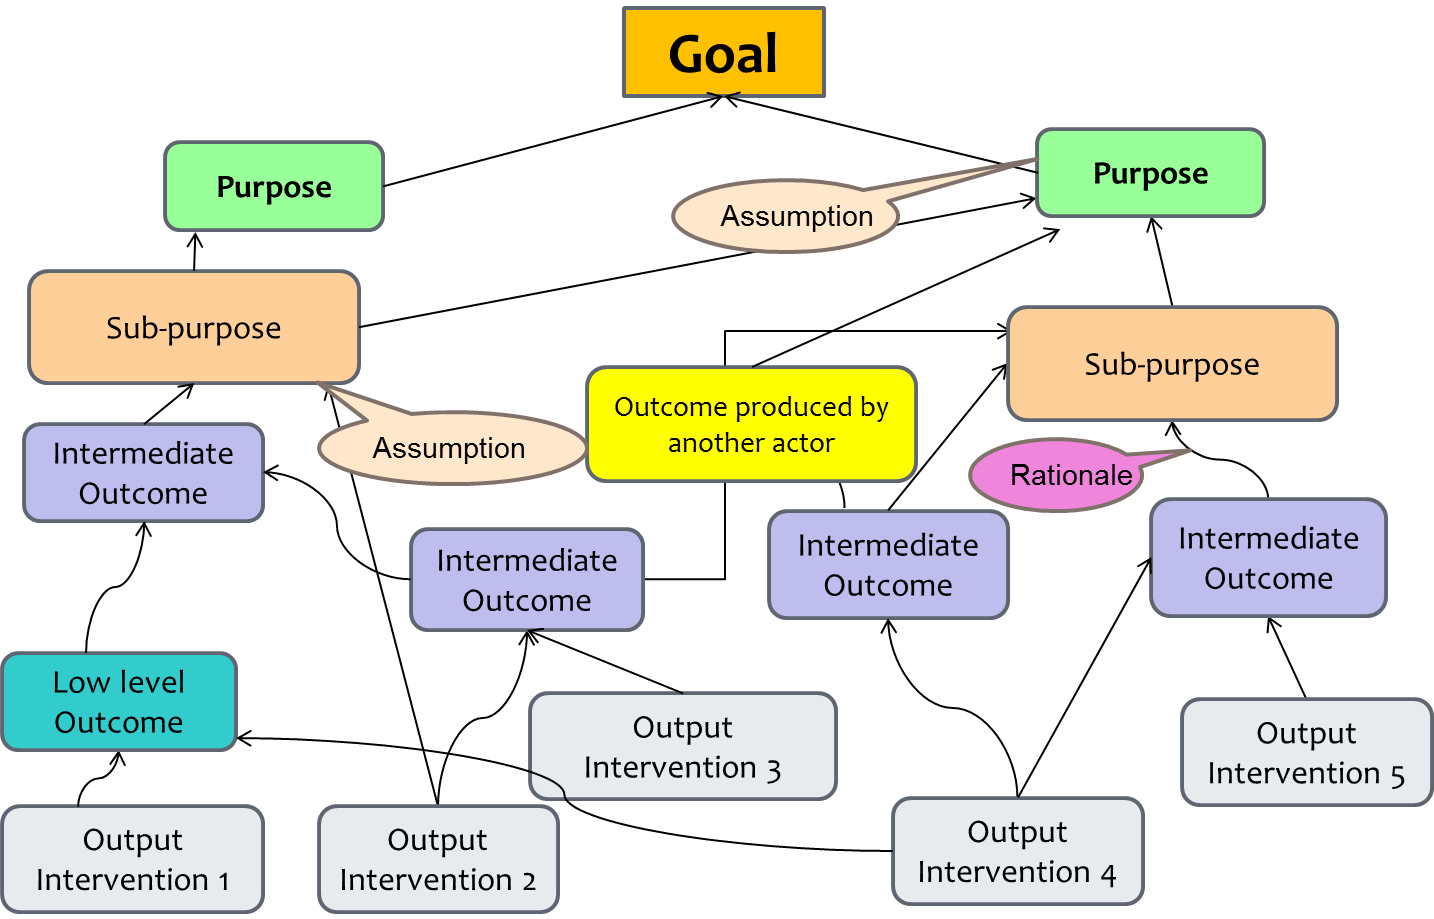 Goal
Purpose
Purpose
Assumption
Sub-purpose
Sub-purpose
Outcome produced by
another actor
Assumption
Intermediate
Outcome
Rationale
Intermediate
Outcome
Intermediate
Outcome
Intermediate
Outcome
Low level
Outcome
Output
Intervention 3
Output
Intervention 5
Output
Intervention 1
Output
Intervention 2
Output
Intervention 4